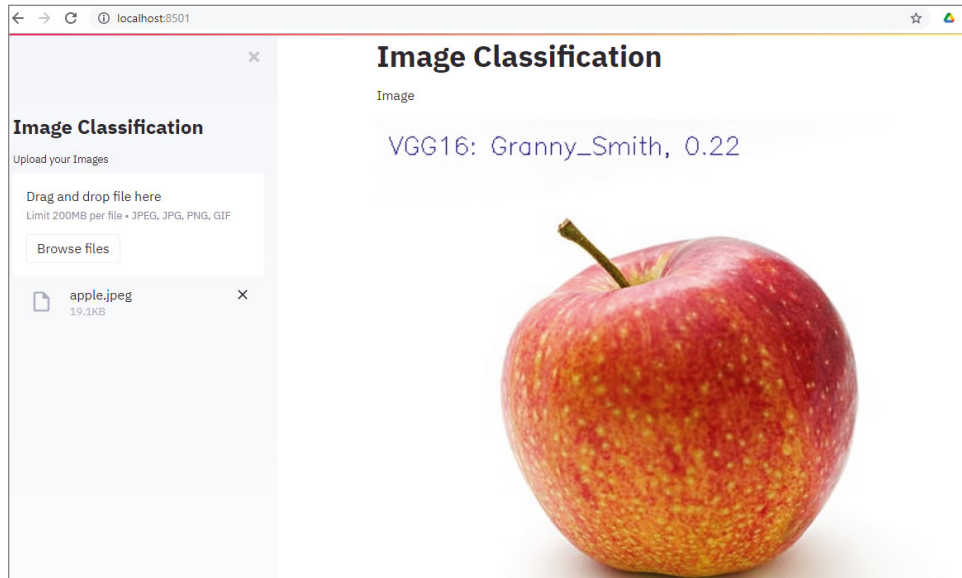 localhost:8501
Image Classification
Upload your Images
Drag and drop file here
Limit 200MB per file • JPEG, JPG, PNG, GIF
Browse files
apple.jpeg
19.1KB
Image Classification
Image
VGG16: Granny_Smith, 0.22